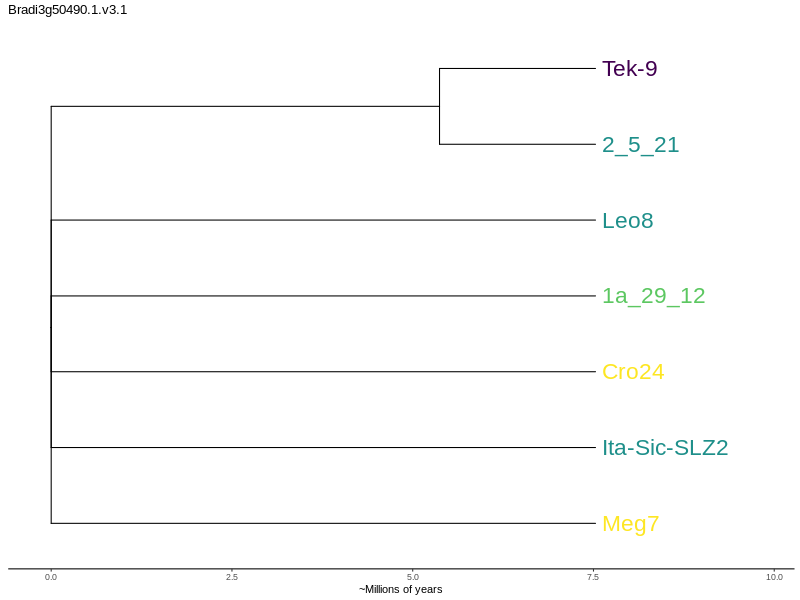 Bradi3g50490.1.v3.1
Tek-9
2_5_21
Leo8
1a_29_12
Cro24
Ita-Sic-SLZ2
Meg7
0.0 2.5 5.0 7.5 10.0
~Millions of years